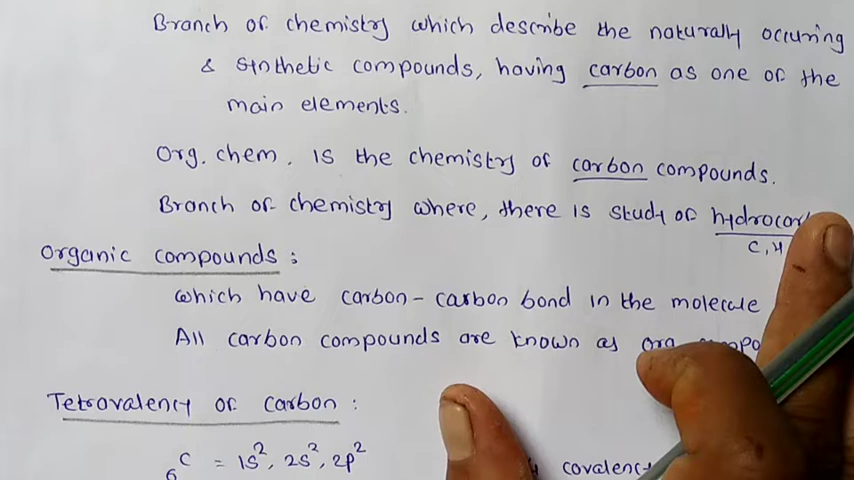 Branch of chemistry which describe the naturally occuring
& synthetic compounds, having carbon as one of the
main elements.
Org. chem. is the chemistry of carbon compounds.
Branch of chemistry where, there is study of
C, H
Organic compounds :
which have carbon - carbon bond in the molecule
All carbon compounds are known as org
Tetravalency of carbon :
₆C = 1s², 2s², 2p²